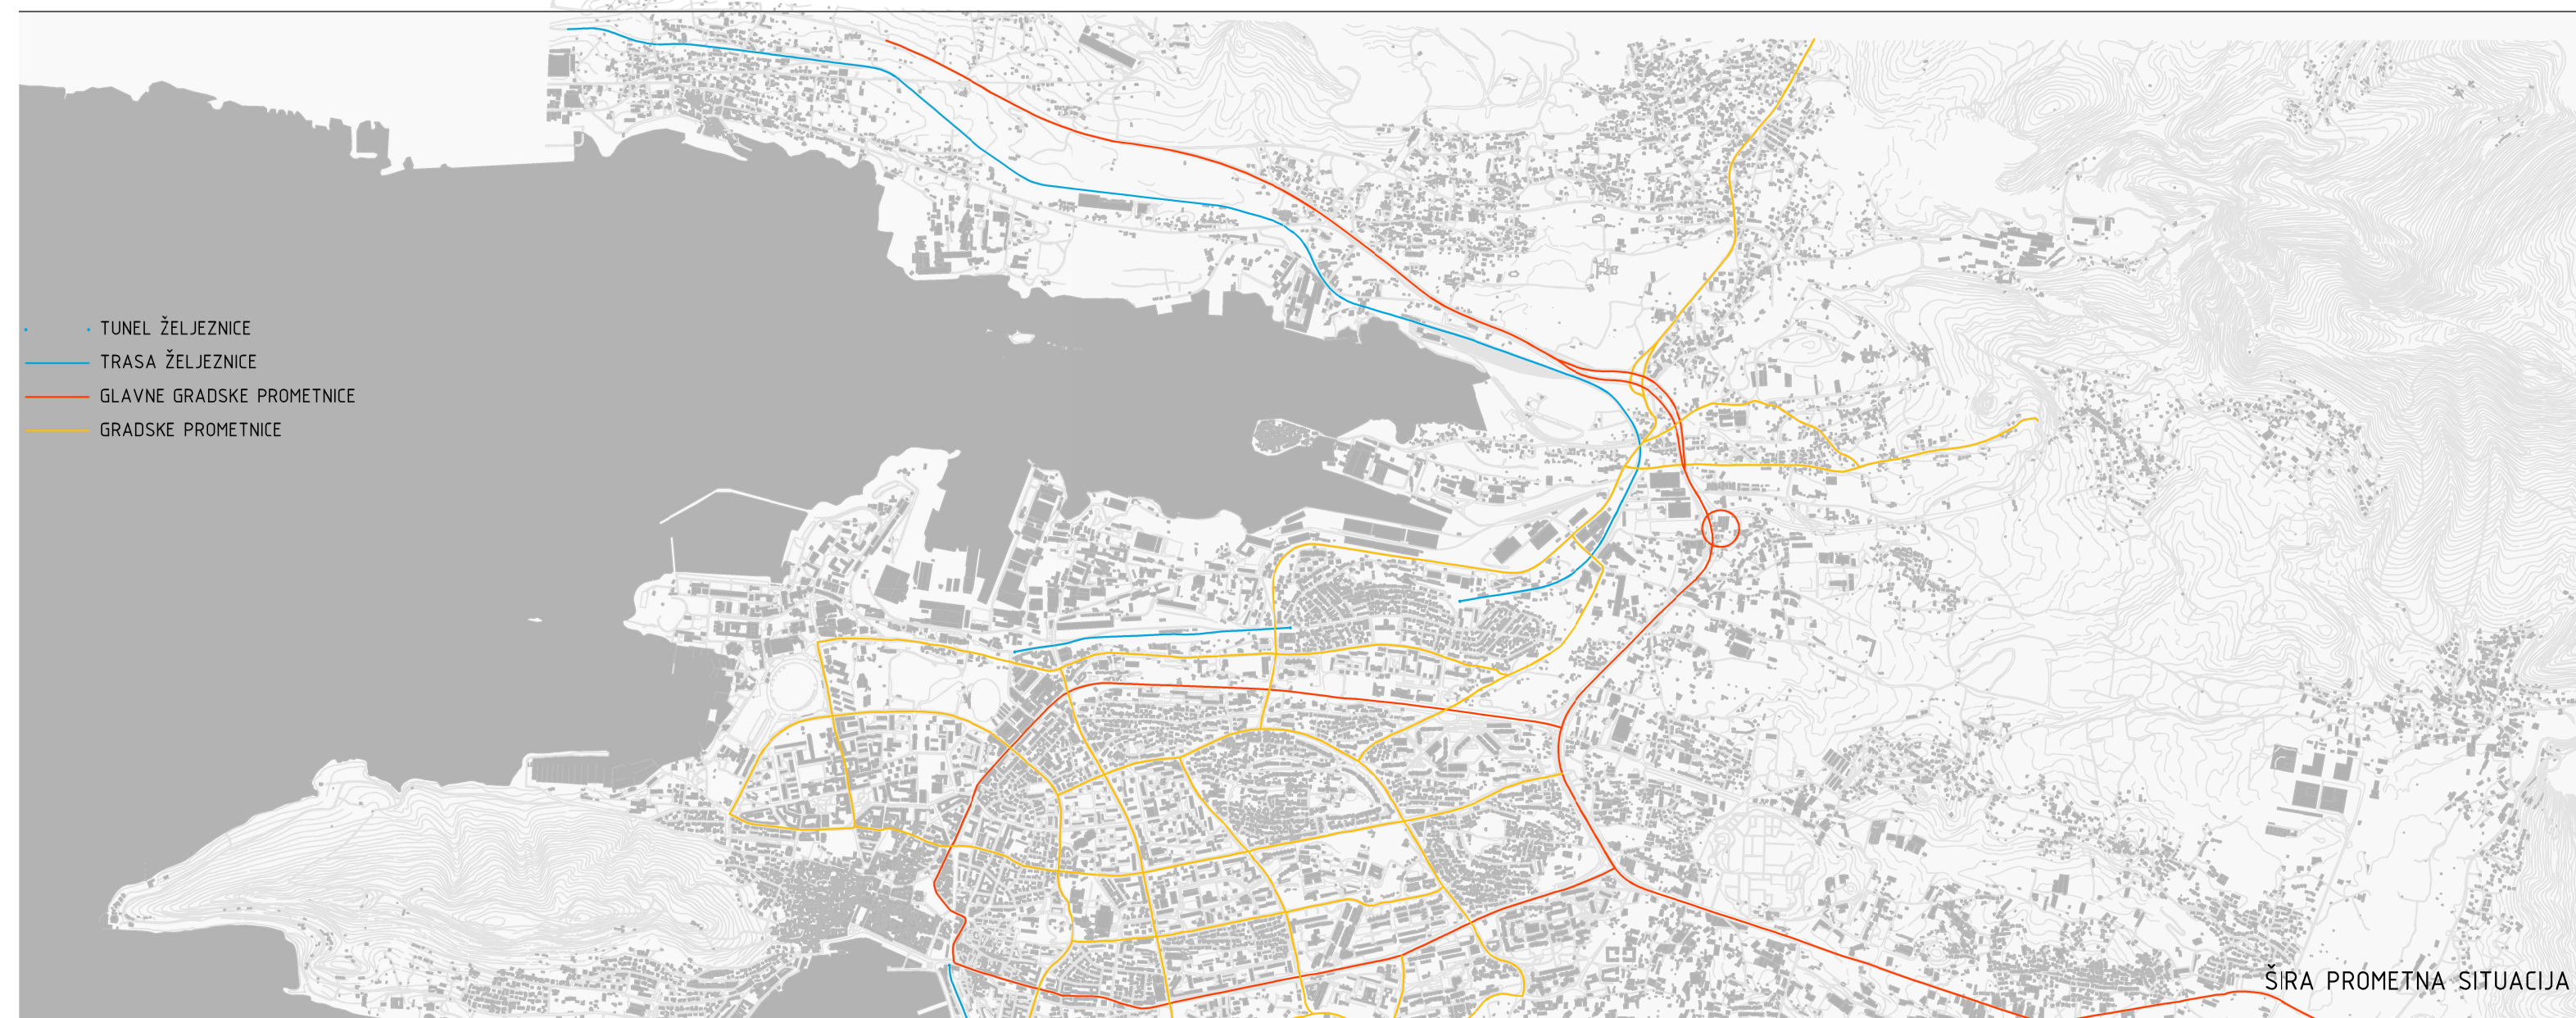 TUNEL ŽELJEZNICE
TRASA ŽELJEZNICE
GLAVNE GRADSKE PROMETNICE
GRADSKE PROMETNICE
ŠIRA PROMETNA SITUACIJA